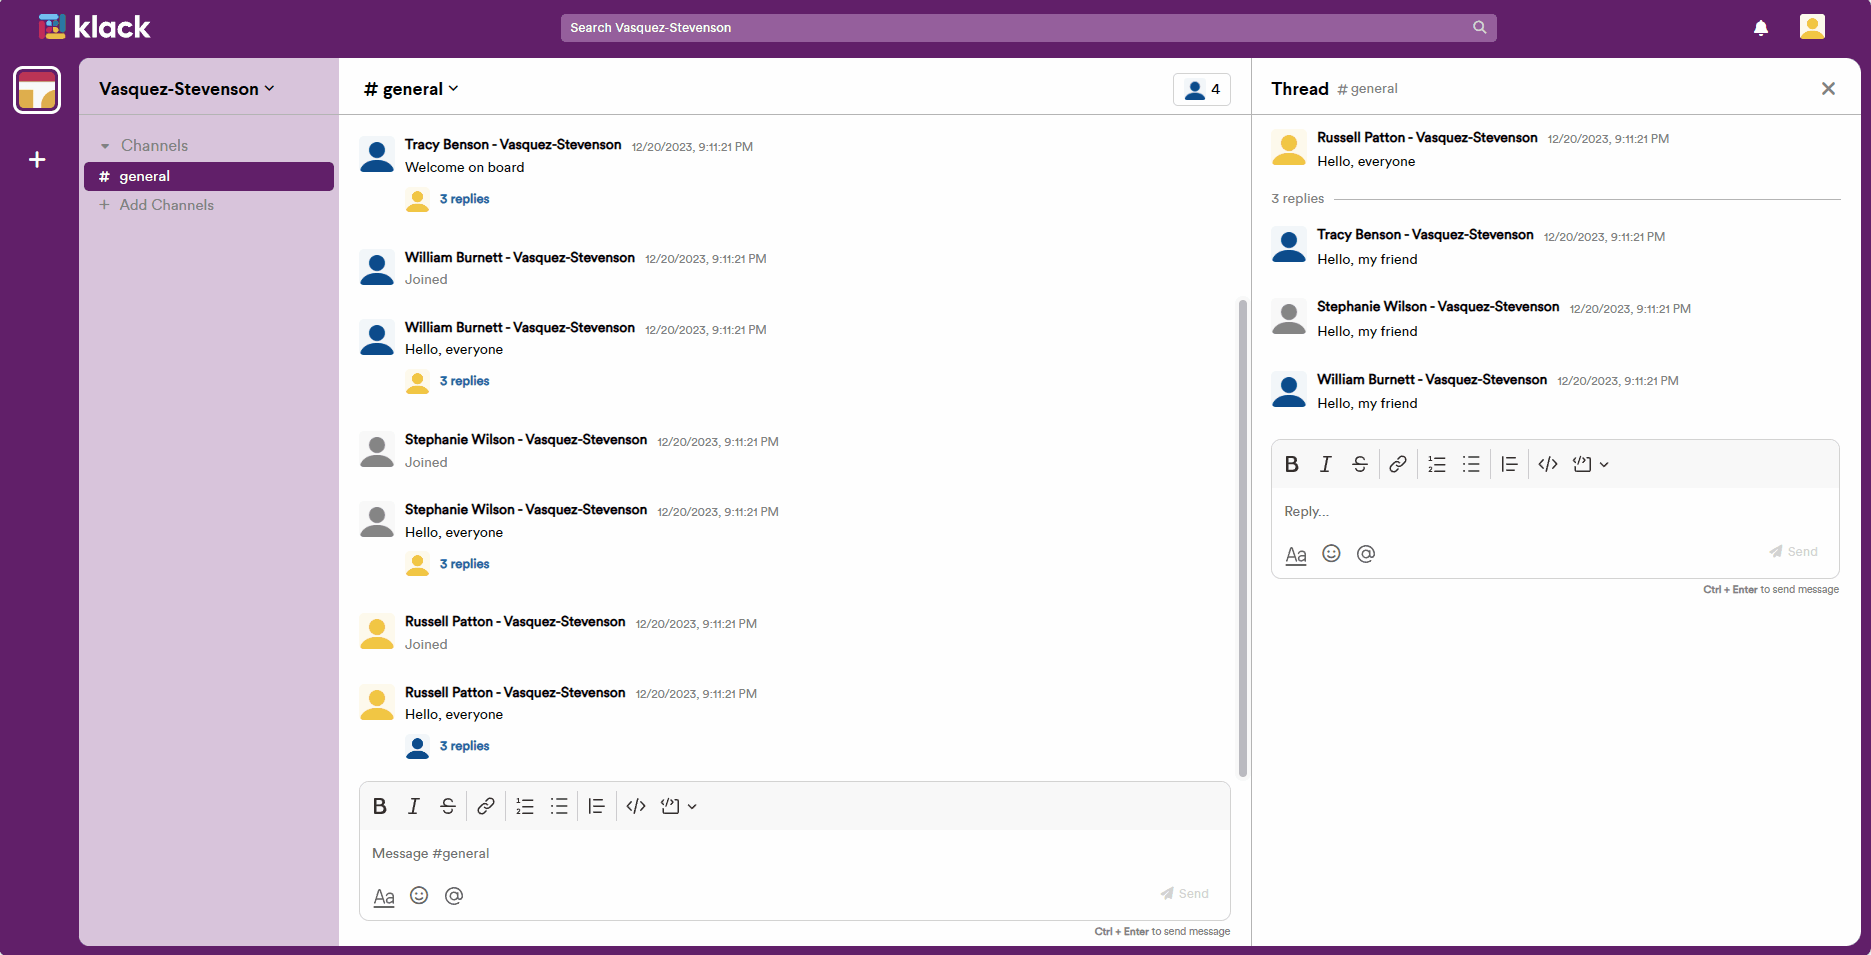 klack
Search Vasquez-Stevenson
Vasquez-Stevenson
Channels
# general
+ Add Channels
# general
4
Tracy Benson - Vasquez-Stevenson 12/20/2023, 9:11:21 PM
Welcome on board
3 replies
William Burnett - Vasquez-Stevenson 12/20/2023, 9:11:21 PM
Joined
William Burnett - Vasquez-Stevenson 12/20/2023, 9:11:21 PM
Hello, everyone
3 replies
Stephanie Wilson - Vasquez-Stevenson 12/20/2023, 9:11:21 PM
Joined
Stephanie Wilson - Vasquez-Stevenson 12/20/2023, 9:11:21 PM
Hello, everyone
3 replies
Russell Patton - Vasquez-Stevenson 12/20/2023, 9:11:21 PM
Joined
Russell Patton - Vasquez-Stevenson 12/20/2023, 9:11:21 PM
Hello, everyone
3 replies
B I S
Message #general
Aa @ Send
Ctrl + Enter to send message
Thread # general
Russell Patton - Vasquez-Stevenson 12/20/2023, 9:11:21 PM
Hello, everyone
3 replies
Tracy Benson - Vasquez-Stevenson 12/20/2023, 9:11:21 PM
Hello, my friend
Stephanie Wilson - Vasquez-Stevenson 12/20/2023, 9:11:21 PM
Hello, my friend
William Burnett - Vasquez-Stevenson 12/20/2023, 9:11:21 PM
Hello, my friend
B I S
Reply...
Aa @ Send
Ctrl + Enter to send message